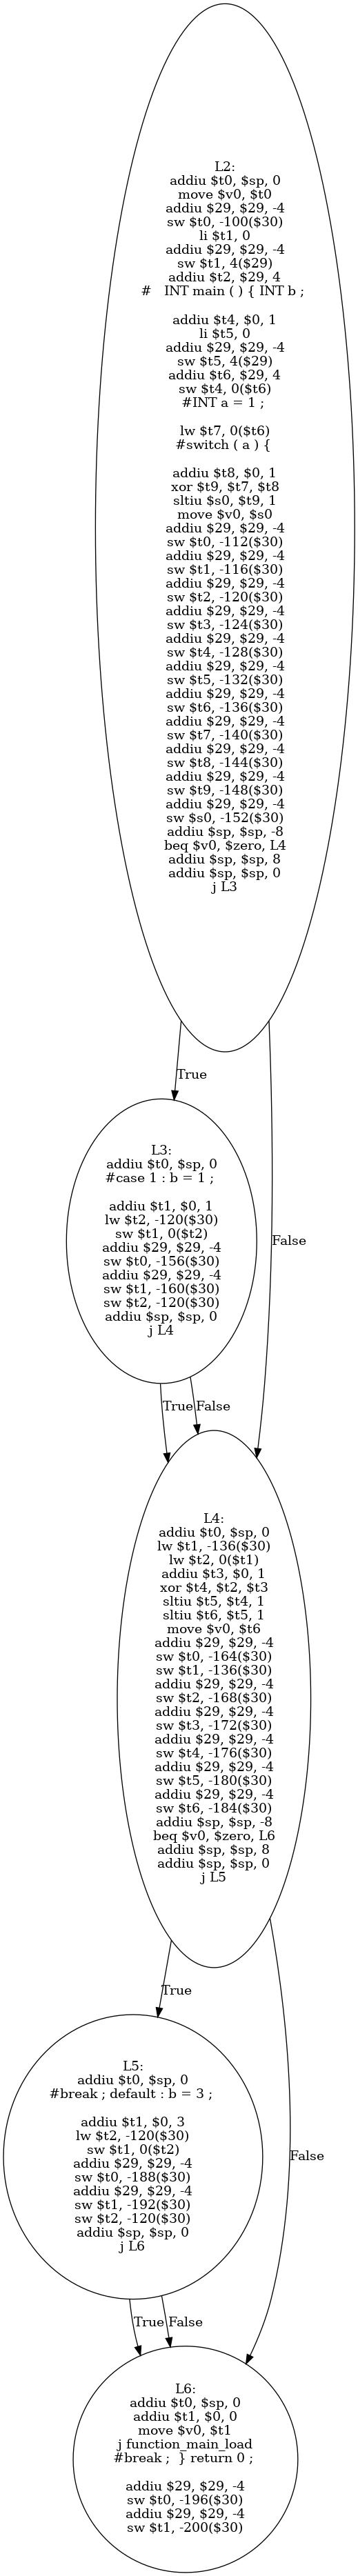 L2:
addiu $t0, $sp, 0
move $v0, $t0
addiu $29, $29, -4
sw $t0, -100($30)
li $t1, 0
addiu $29, $29, -4
sw $t1, 4($29)
addiu $t2, $29, 4
#   INT main ( ) { INT b ;
addiu $t4, $0, 1
li $t5, 0
addiu $29, $29, -4
sw $t5, 4($29)
addiu $t6, $29, 4
sw $t4, 0($t6)
#INT a = 1 ;
lw $t7, 0($t6)
#switch ( a ) {
addiu $t8, $0, 1
xor $t9, $t7, $t8
sltiu $s0, $t9, 1
move $v0, $s0
addiu $29, $29, -4
sw $t0, -112($30)
addiu $29, $29, -4
sw $t1, -116($30)
addiu $29, $29, -4
sw $t2, -120($30)
addiu $29, $29, -4
sw $t3, -124($30)
addiu $29, $29, -4
sw $t4, -128($30)
addiu $29, $29, -4
sw $t5, -132($30)
addiu $29, $29, -4
sw $t6, -136($30)
addiu $29, $29, -4
sw $t7, -140($30)
addiu $29, $29, -4
sw $t8, -144($30)
addiu $29, $29, -4
sw $t9, -148($30)
addiu $29, $29, -4
sw $s0, -152($30)
addiu $sp, $sp, -8
beq $v0, $zero, L4
addiu $sp, $sp, 8
addiu $sp, $sp, 0
j L3
True
L3:
addiu $t0, $sp, 0
#case 1 : b = 1 ;
addiu $t1, $0, 1
lw $t2, -120($30)
sw $t1, 0($t2)
addiu $29, $29, -4
sw $t0, -156($30)
addiu $29, $29, -4
sw $t1, -160($30)
sw $t2, -120($30)
addiu $sp, $sp, 0
j L4
False
True
False
L4:
addiu $t0, $sp, 0
lw $t1, -136($30)
lw $t2, 0($t1)
addiu $t3, $0, 1
xor $t4, $t2, $t3
sltiu $t5, $t4, 1
sltiu $t6, $t5, 1
move $v0, $t6
addiu $29, $29, -4
sw $t0, -164($30)
sw $t1, -136($30)
addiu $29, $29, -4
sw $t2, -168($30)
addiu $29, $29, -4
sw $t3, -172($30)
addiu $29, $29, -4
sw $t4, -176($30)
addiu $29, $29, -4
sw $t5, -180($30)
addiu $29, $29, -4
sw $t6, -184($30)
addiu $sp, $sp, -8
beq $v0, $zero, L6
addiu $sp, $sp, 8
addiu $sp, $sp, 0
j L5
True
L5:
addiu $t0, $sp, 0
#break ; default : b = 3 ;
addiu $t1, $0, 3
lw $t2, -120($30)
sw $t1, 0($t2)
addiu $29, $29, -4
sw $t0, -188($30)
addiu $29, $29, -4
sw $t1, -192($30)
sw $t2, -120($30)
addiu $sp, $sp, 0
j L6
False
True
False
L6:
addiu $t0, $sp, 0
addiu $t1, $0, 0
move $v0, $t1
j function_main_load
#break ;  } return 0 ;
addiu $29, $29, -4
sw $t0, -196($30)
addiu $29, $29, -4
sw $t1, -200($30)